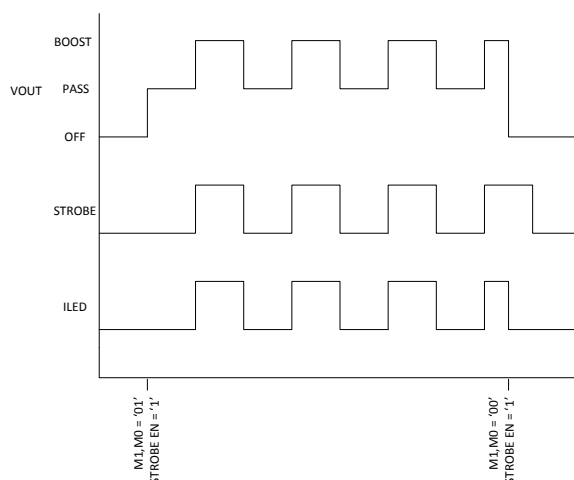 BOOST
VOUT
PASS
OFF
STROBE
ILED
M1,M0 = ‘01’
STROBE EN = ‘1’
M1,M0 = ‘00’
STROBE EN = ‘1’